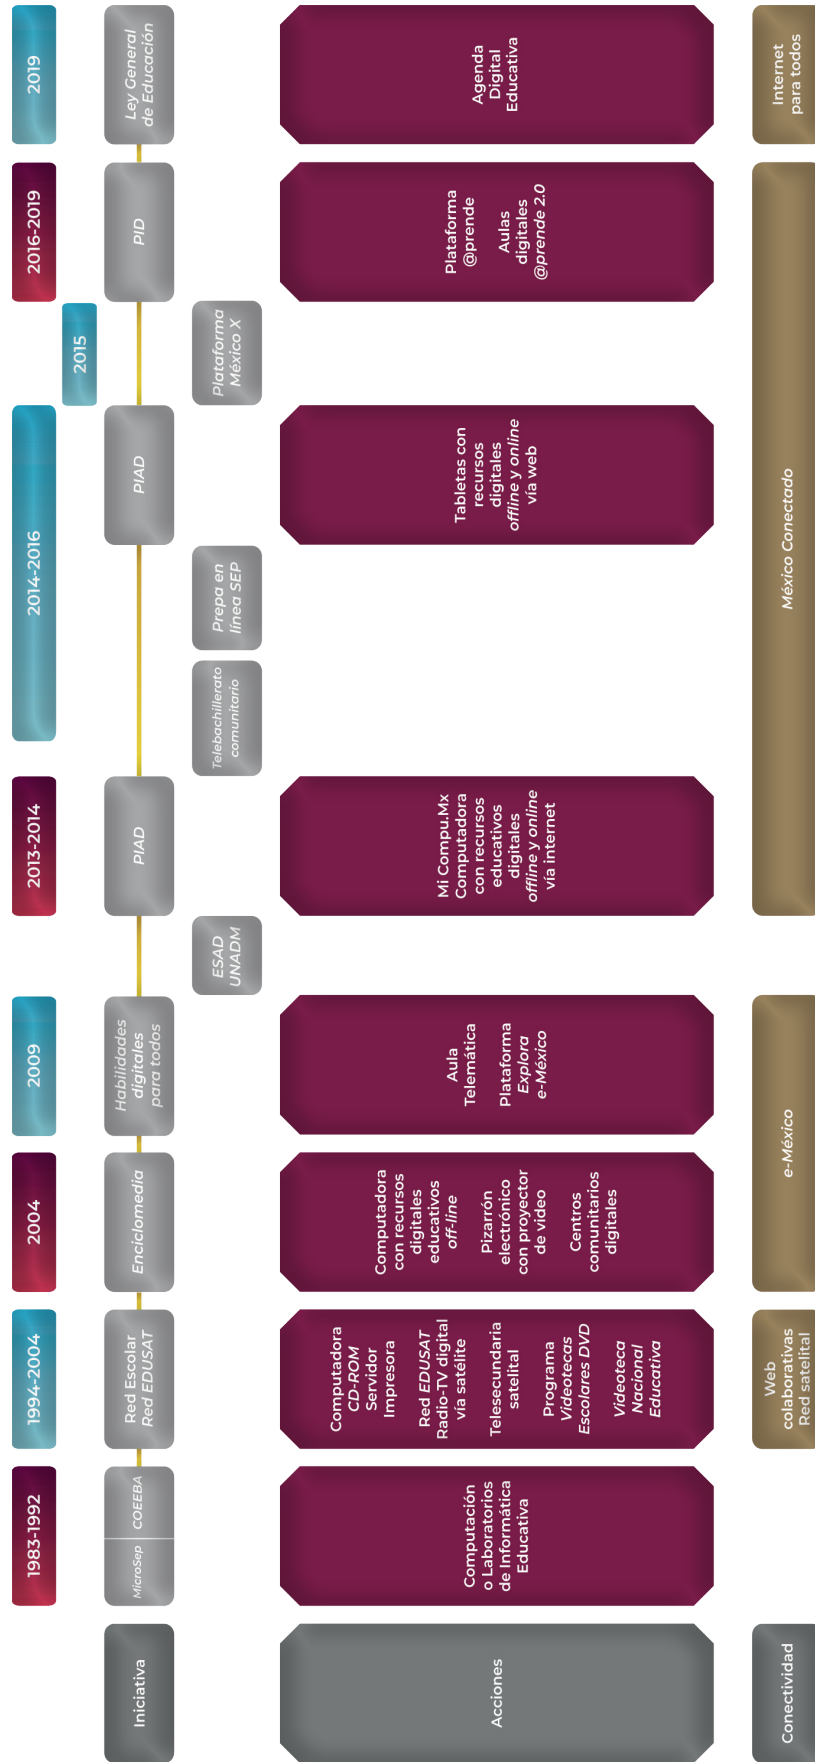 1983-1992
1994-2004
2004
2009
2013-2014
2014-2016
2015
2016-2019
2019
Iniciativa
MicroSep
COEEBA
Red Escolar
Red EDUSAT
Enciclomedia
Habilidades
digitales
para todos
ESAD
UNADM
PIAD
Telebachillerato
comunitario
Prepa en
línea SEP
PIAD
Plataforma
México X
PID
Ley General
de Educación
Acciones
Computación
o Laboratorios
de Informática
Educativa
Computadora
CD-ROM
Servidor
Impresora
Red EDUSAT
Radio-TV digital
vía satélite
Telesecundaria
satelital
Programa
Videotecas
Escolares DVD
Videoteca
Nacional
Educativa
Computadora
con recursos
digitales
educativos
off-line
Pizarrón
electrónico
con proyector
de video
Centros
comunitarios
digitales
Aula
Telemática
Plataforma
Explora
e-México
Mi Compu.Mx
Computadora
con recursos
educativos
digitales
offline y online
vía internet
Tabletas con
recursos
digitales
offline y online
vía web
Plataforma
@prende
Aulas
digitales
@prende 2.0
Agenda
Digital
Educativa
Conectividad
Web
colaborativas
Red satelital
e-México
México Conectado
Internet
para todos